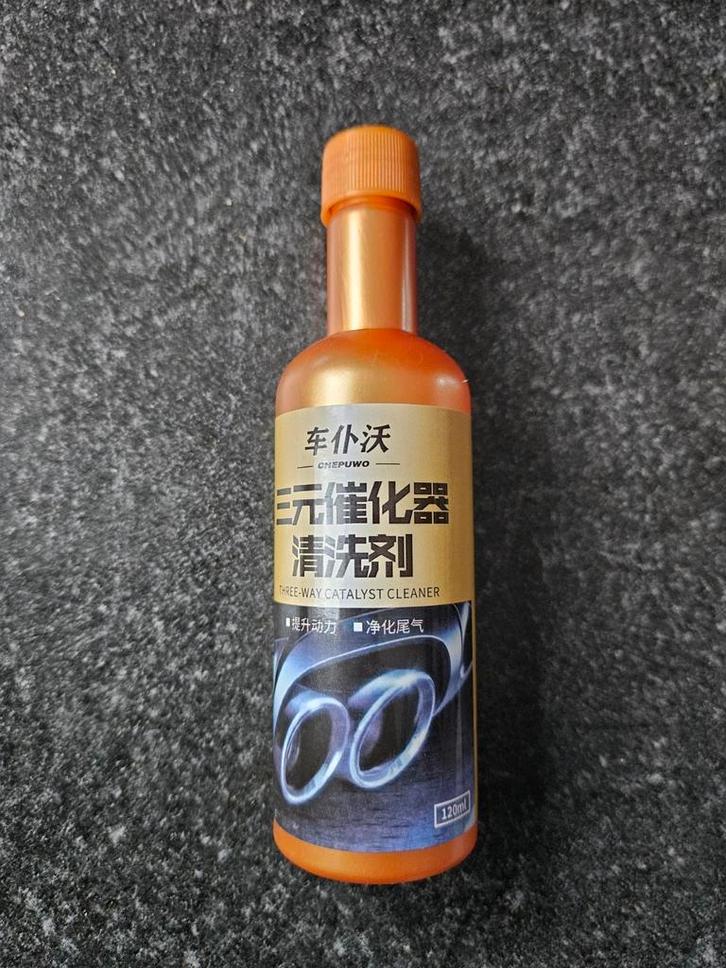 车仆沃
CHEPUWO
三元催化器
清洗剂
THREE-WAY CATALYST CLEANER
■提升动力 ■净化尾气
120ml